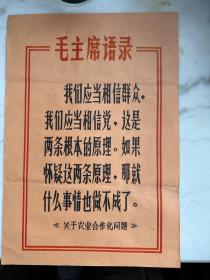 毛主席语录
我们应当相信群众，
我们应当相信党，这是
两条根本的原理。如果
怀疑这两条原理，那就
什么事情也做不成了。
≪关于农业合作化问题≫